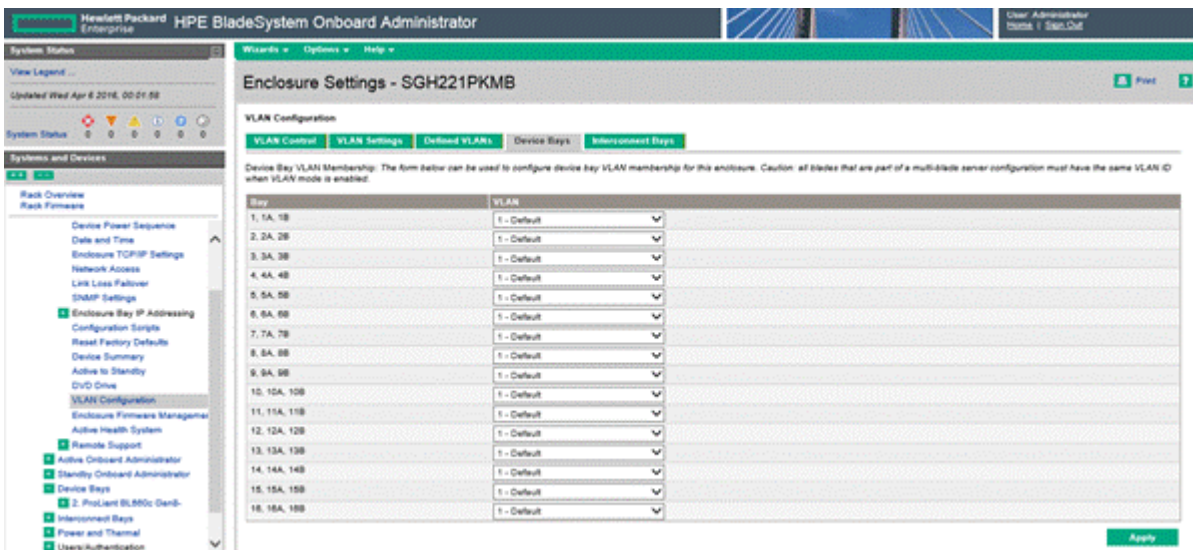 Hewlett Packard
Enterprise
HPE BladeSystem Onboard Administrator
User: Administrator
Home | Sign Out
System Status
View Legend ...
Updated Wed Apr 6 2016, 00:01:58
System Status 0 0 0 0 0 0
Systems and Devices
Rack Overview
Rack Firmware
Device Power Sequence
Date and Time
Enclosure TCP/IP Settings
Network Access
Link Loss Failover
SNMP Settings
Enclosure Bay IP Addressing
Configuration Scripts
Reset Factory Defaults
Device Summary
Active to Standby
DVD Drive
VLAN Configuration
Enclosure Firmware Managemer
Active Health System
Remote Support
Active Onboard Administrator
Standby Onboard Administrator
Device Bays
2. ProLiant BL660c Gen8-
Interconnect Bays
Power and Thermal
Users/Authentication
Wizards Options Help
Enclosure Settings - SGH221PKMB
Print ?
VLAN Configuration
VLAN Control VLAN Settings Defined VLANs Device Bays Interconnect Bays
Device Bay VLAN Membership: The form below can be used to configure device bay VLAN membership for this enclosure. Caution: all blades that are part of a multi-blade server configuration must have the same VLAN ID
when VLAN mode is enabled.
Bay VLAN
1, 1A, 1B 1 - Default
2, 2A, 2B 1 - Default
3, 3A, 3B 1 - Default
4, 4A, 4B 1 - Default
5, 5A, 5B 1 - Default
6, 6A, 6B 1 - Default
7, 7A, 7B 1 - Default
8, 8A, 8B 1 - Default
9, 9A, 9B 1 - Default
10, 10A, 10B 1 - Default
11, 11A, 11B 1 - Default
12, 12A, 12B 1 - Default
13, 13A, 13B 1 - Default
14, 14A, 14B 1 - Default
15, 15A, 15B 1 - Default
16, 16A, 16B 1 - Default
Apply